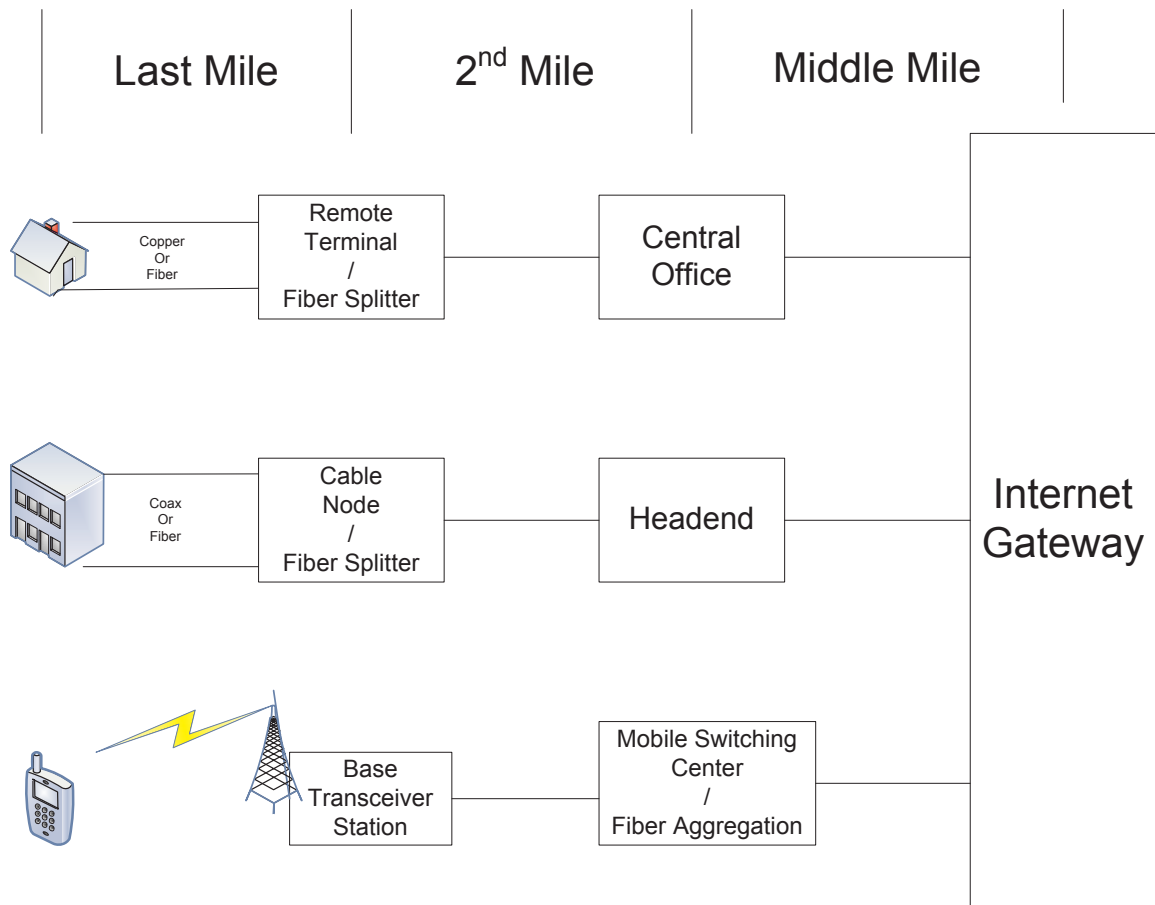 Last Mile
2nd Mile
Middle Mile
Copper
Or
Fiber
Remote
Terminal
/
Fiber Splitter
Central
Office
Coax
Or
Fiber
Cable
Node
/
Fiber Splitter
Headend
Internet
Gateway
Base
Transceiver
Station
Mobile Switching
Center
/
Fiber Aggregation